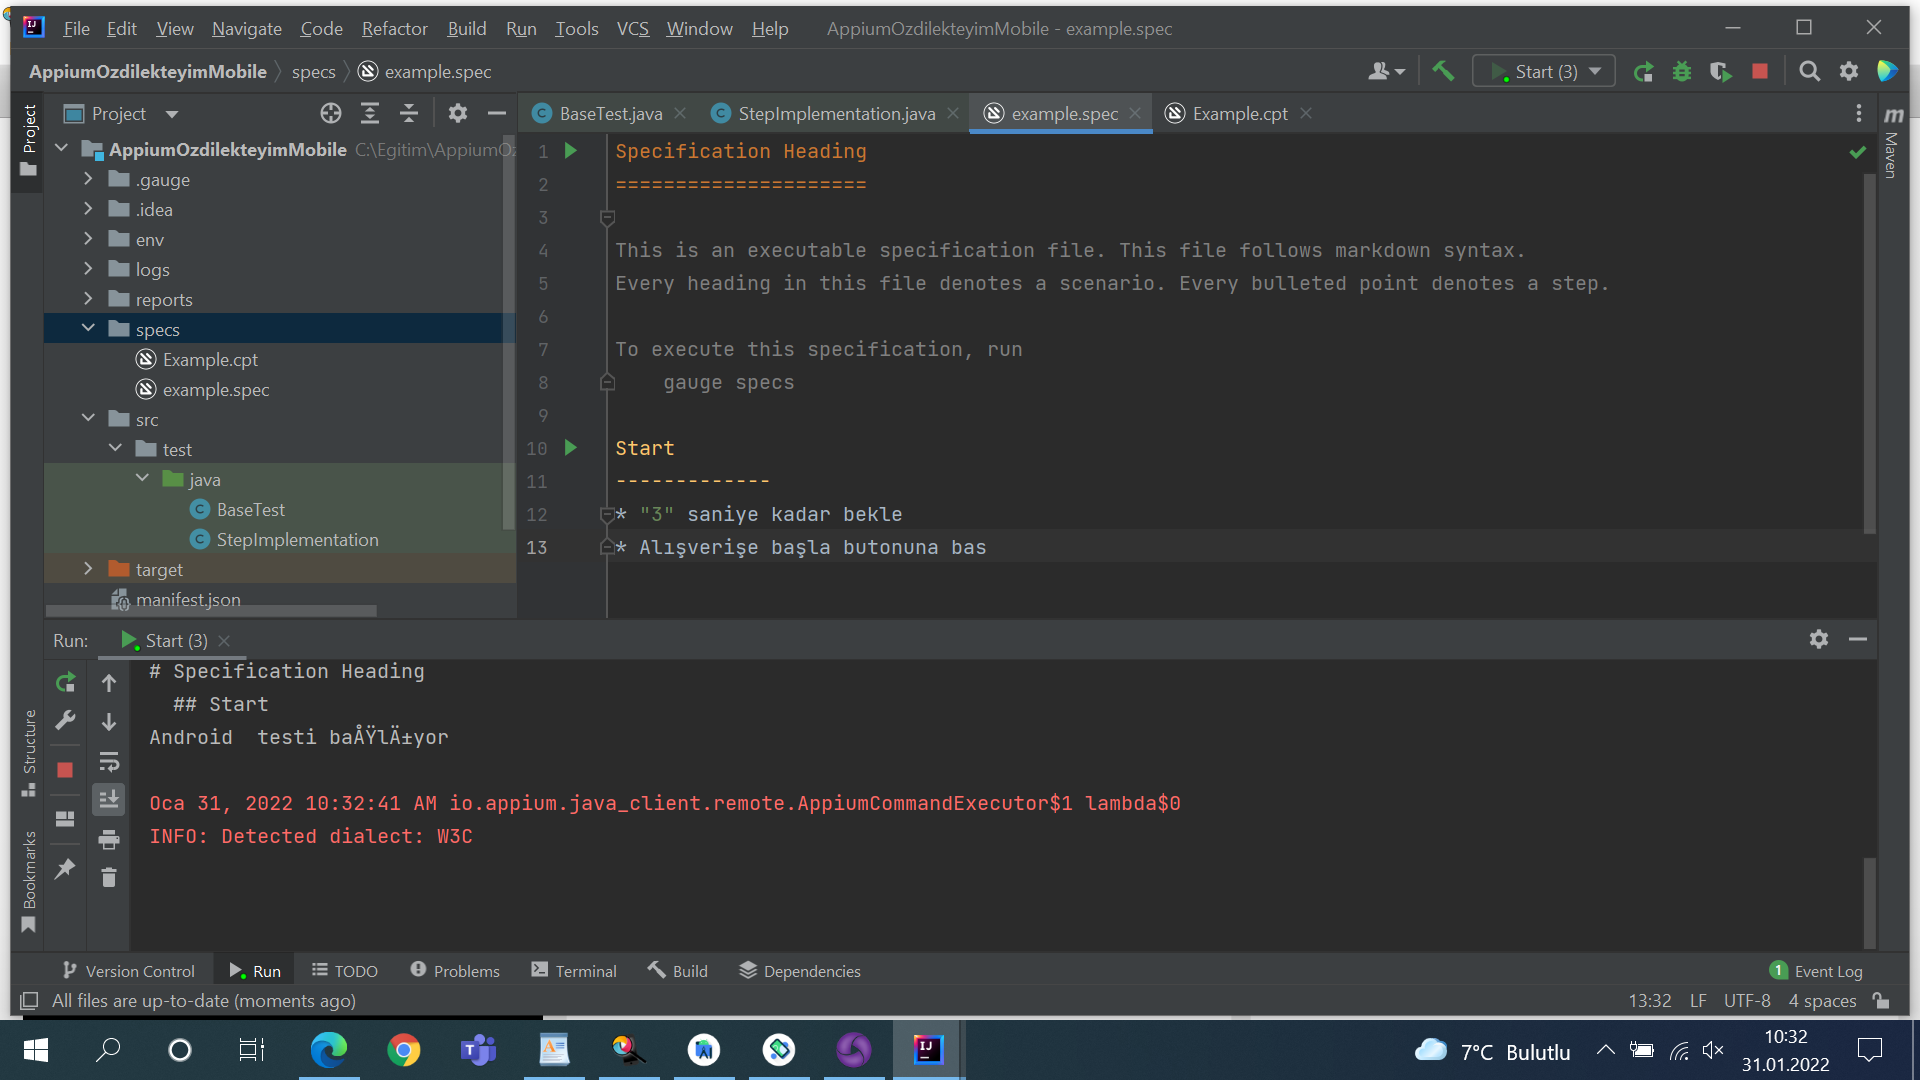 File Edit View Navigate Code Refactor Build Run Tools VCS Window Help AppiumOzdilekteyimMobile - example.spec
AppiumOzdilekteyimMobile specs example.spec
Start (3)
Project
BaseTest.java StepImplementation.java example.spec Example.cpt
AppiumOzdilekteyimMobile C:\Egitim\AppiumOz
.gauge
.idea
env
logs
reports
specs
Example.cpt
example.spec
src
test
java
BaseTest
StepImplementation
target
manifest.json
Project
Structure
Bookmarks
Maven
1 Specification Heading
2 =====================
3
4 This is an executable specification file. This file follows markdown syntax.
5 Every heading in this file denotes a scenario. Every bulleted point denotes a step.
6
7 To execute this specification, run
8 gauge specs
9
10 Start
11 -------------
12 * "3" saniye kadar bekle
13 * Alışverişe başla butonuna bas
Run: Start (3)
# Specification Heading
## Start
Android  testi baÅŸlÄ±yor
Oca 31, 2022 10:32:41 AM io.appium.java_client.remote.AppiumCommandExecutor$1 lambda$0
INFO: Detected dialect: W3C
Version Control Run TODO Problems Terminal Build Dependencies 1 Event Log
All files are up-to-date (moments ago) 13:32 LF UTF-8 4 spaces
7°C Bulutlu
10:32
31.01.2022